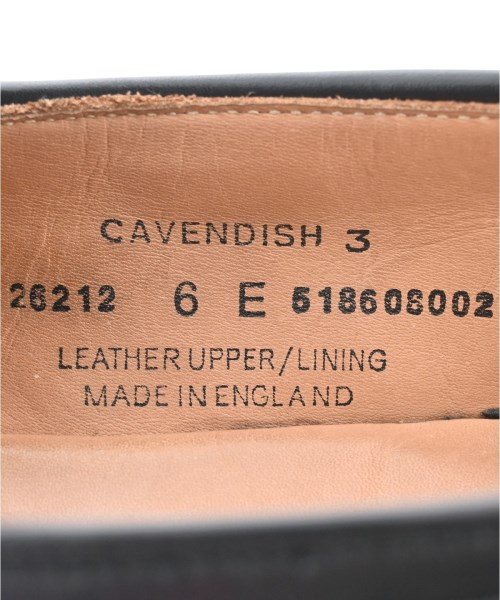 CAVENDISH 3
26212 6 E 518608002
LEATHER UPPER/LINING
MADE IN ENGLAND